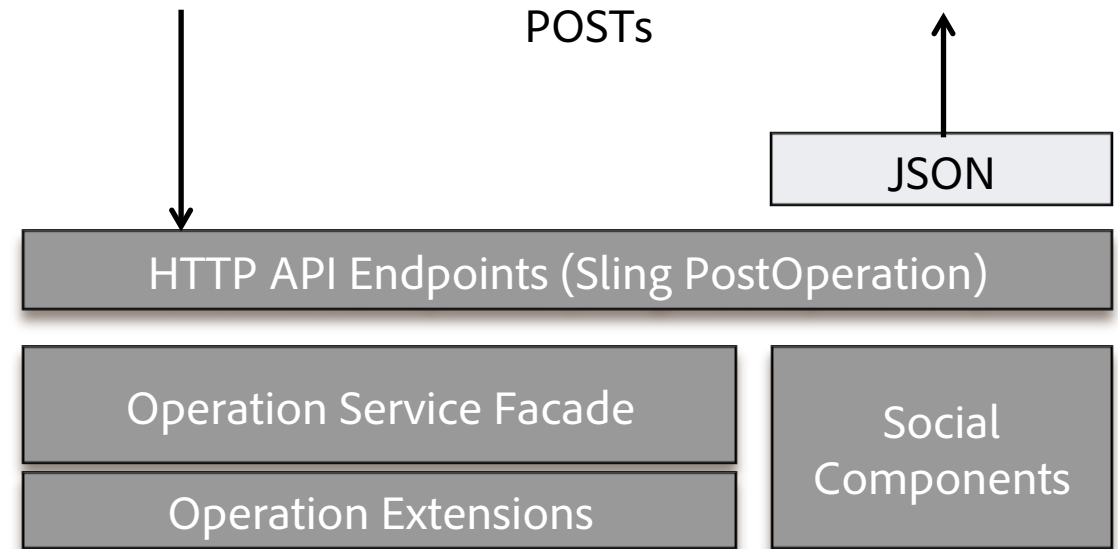 POSTs
JSON
HTTP API Endpoints (Sling PostOperation)
Operation Service Facade
Social
Components
Operation Extensions